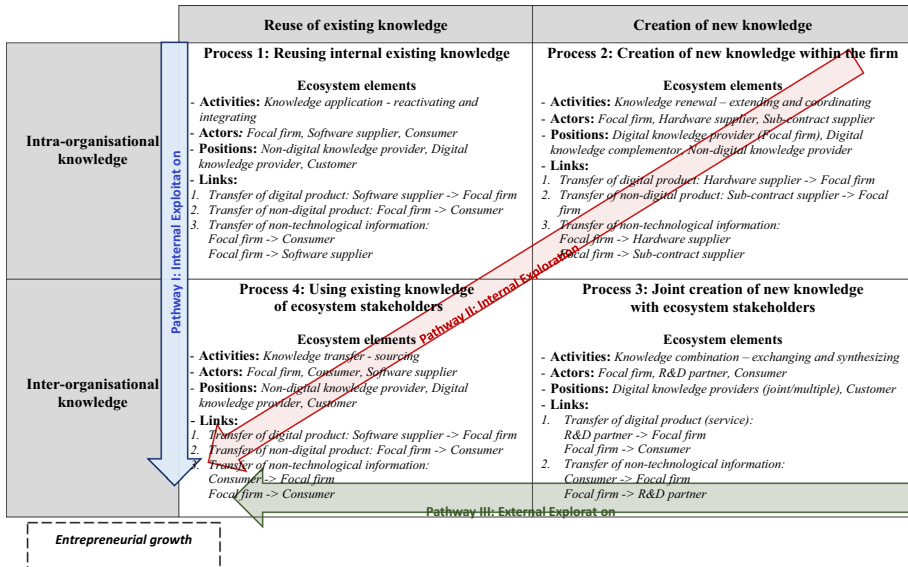 Reuse of existing knowledge
Creation of new knowledge
Intra-organisational
knowledge
Process 1: Reusing internal existing knowledge
Ecosystem elements
- Activities: Knowledge application - reactivating and
integrating
- Actors: Focal firm, Software supplier, Consumer
- Positions: Non-digital knowledge provider, Digital
knowledge provider, Customer
- Links:
1. Transfer of digital product: Software supplier -> Focal firm
2. Transfer of non-digital product: Focal firm -> Consumer
3. Transfer of non-technological information:
Focal firm -> Consumer
Focal firm -> Software supplier
Process 2: Creation of new knowledge within the firm
Ecosystem elements
- Activities: Knowledge renewal – extending and coordinating
- Actors: Focal firm, Hardware supplier, Sub-contract supplier
- Positions: Digital knowledge provider (Focal firm), Digital
knowledge complementor, Non-digital knowledge provider
- Links:
1. Transfer of digital product: Hardware supplier -> Focal firm
2. Transfer of non-digital product: Sub-contract supplier -> Focal
firm
3. Transfer of non-technological information:
Focal firm -> Hardware supplier
Focal firm -> Sub-contract supplier
Inter-organisational
knowledge
Process 4: Using existing knowledge
of ecosystem stakeholders
Ecosystem elements
- Activities: Knowledge transfer - sourcing
- Actors: Focal firm, Consumer, Software supplier
- Positions: Non-digital knowledge provider, Digital
knowledge provider, Customer
- Links:
1. Transfer of digital product: Software supplier -> Focal firm
2. Transfer of non-digital product: Focal firm -> Consumer
3. Transfer of non-technological information:
Consumer -> Focal firm
Focal firm -> Consumer
Process 3: Joint creation of new knowledge
with ecosystem stakeholders
Ecosystem elements
- Activities: Knowledge combination – exchanging and synthesizing
- Actors: Focal firm, R&D partner, Consumer
- Positions: Digital knowledge providers (joint/multiple), Customer
- Links:
1. Transfer of digital product (service):
R&D partner -> Focal firm
Focal firm -> Consumer
2. Transfer of non-technological information:
Consumer -> Focal firm
Focal firm -> R&D partner
Pathway I: Internal Exploitat on
Pathway II: Internal Exploration
Pathway III: External Explorat on
Entrepreneurial growth